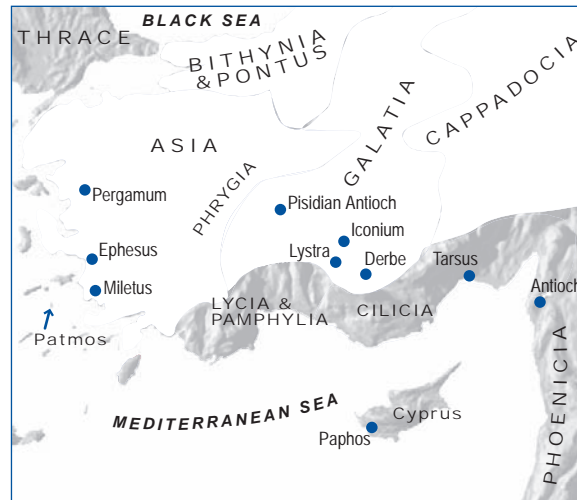 BLACK SEA
THRACE
BITHYNIA
& PONTUS
CAPPADOCIA
GALATIA
ASIA
PHRYGIA
Pergamum
Pisidian Antioch
Iconium
Ephesus
Lystra
Derbe
Tarsus
Miletus
Antioch
LYCIA &
PAMPHYLIA
CILICIA
Patmos
PHOENICIA
MEDITERRANEAN SEA
Cyprus
Paphos